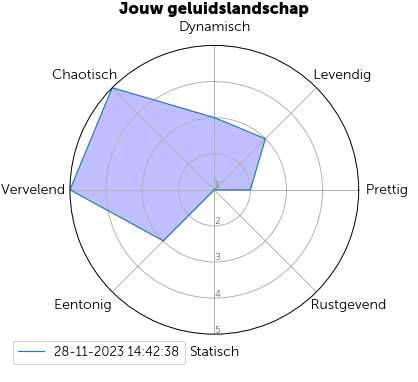 Jouw geluidslandschap
Dynamisch
Chaotisch
Levendig
Vervelend
1
Prettig
2
3
4
Eentonig
Rustgevend
5
28-11-2023 14:42:38
Statisch